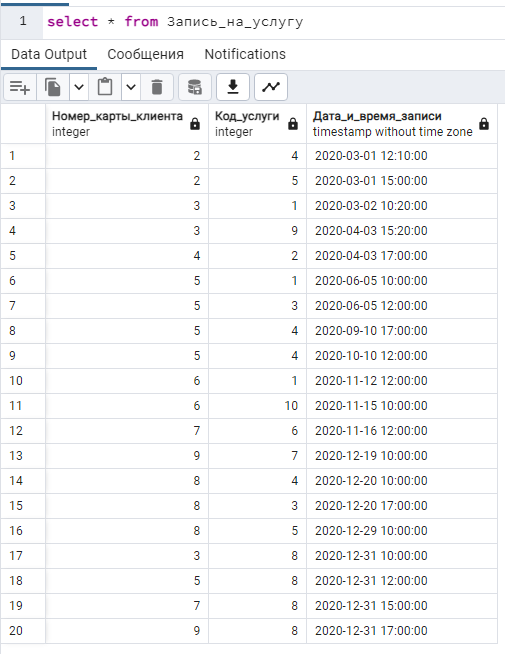 1 select * from Запись_на_услугу
Data Output Сообщения Notifications
Номер_карты_клиента Код_услуги Дата_и_время_записи
integer integer timestamp without time zone
1 2 4 2020-03-01 12:10:00
2 2 5 2020-03-01 15:00:00
3 3 1 2020-03-02 10:20:00
4 3 9 2020-04-03 15:20:00
5 4 2 2020-04-03 17:00:00
6 5 1 2020-06-05 10:00:00
7 5 3 2020-06-05 12:00:00
8 5 4 2020-09-10 17:00:00
9 5 4 2020-10-10 12:00:00
10 6 1 2020-11-12 12:00:00
11 6 10 2020-11-15 10:00:00
12 7 6 2020-11-16 12:00:00
13 9 7 2020-12-19 10:00:00
14 8 4 2020-12-20 10:00:00
15 8 3 2020-12-20 17:00:00
16 8 5 2020-12-29 10:00:00
17 3 8 2020-12-31 10:00:00
18 5 8 2020-12-31 12:00:00
19 7 8 2020-12-31 15:00:00
20 9 8 2020-12-31 17:00:00